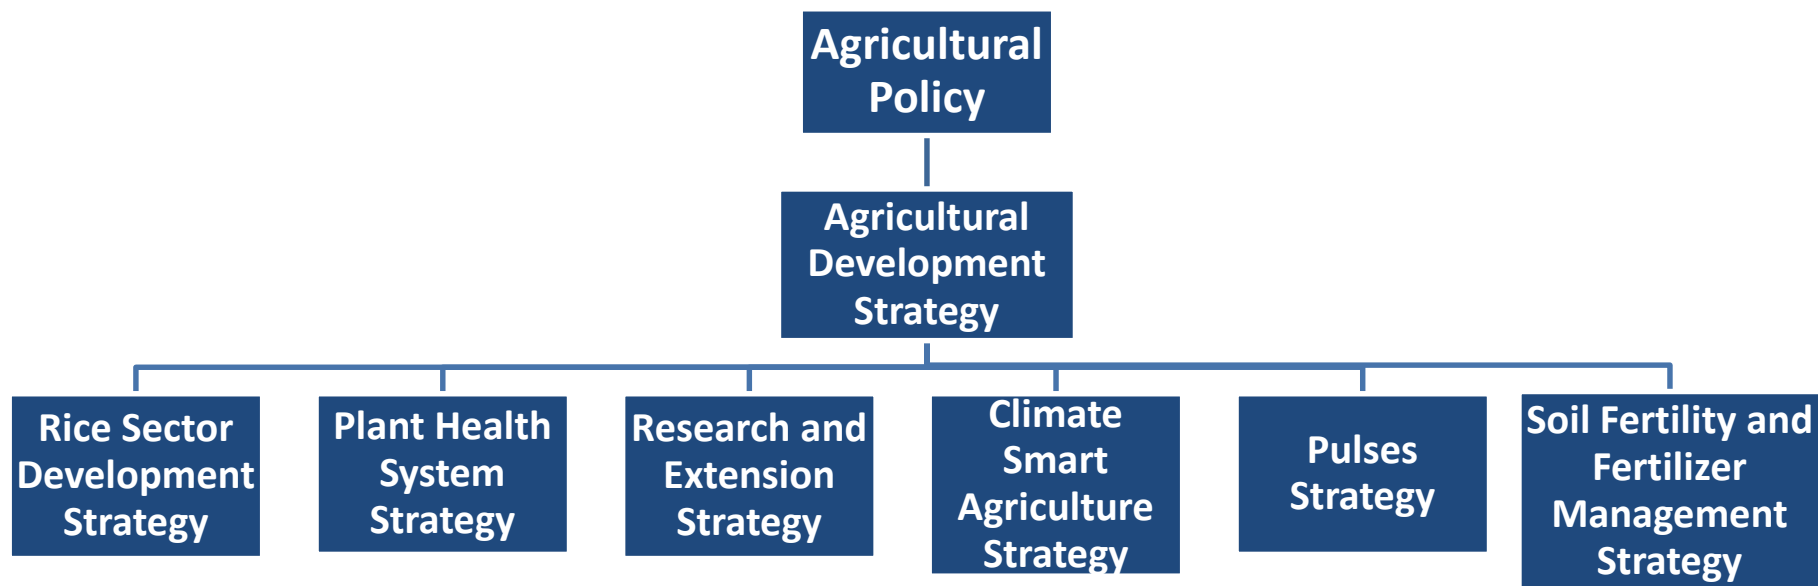 Agricultural
Policy
Agricultural
Development
Strategy
Rice Sector
Development
Strategy
Plant Health
System
Strategy
Research and
Extension
Strategy
Climate
Smart
Agriculture
Strategy
Pulses
Strategy
Soil Fertility and
Fertilizer
Management
Strategy